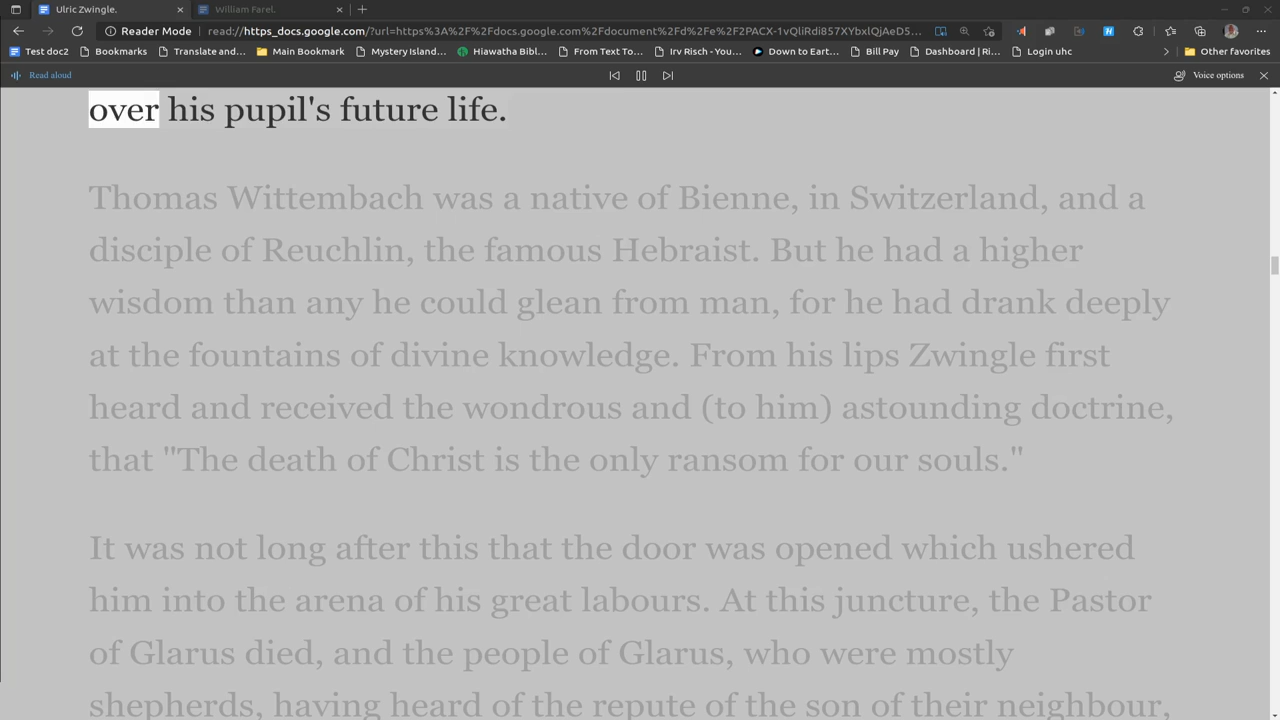 Ulric Zwingle.
William Farel.
Reader Mode
read://https_docs.google.com/?url=https%3A%2F%2Fdocs.google.com%2Fdocument%2Fd%2Fe%2F2PACX-1vQliRdi857XYbxlQJAeD5...
Test doc2
Bookmarks
Translate and...
Main Bookmark
Mystery Island...
Hiawatha Bibl...
From Text To...
Irv Risch - You...
Down to Eart...
Bill Pay
Dashboard | Ri...
Login uhc
Other favorites
Read aloud
Voice options
over his pupil's future life.
Thomas Wittembach was a native of Bienne, in Switzerland, and a
disciple of Reuchlin, the famous Hebraist. But he had a higher
wisdom than any he could glean from man, for he had drank deeply
at the fountains of divine knowledge. From his lips Zwingle first
heard and received the wondrous and (to him) astounding doctrine,
that "The death of Christ is the only ransom for our souls."
It was not long after this that the door was opened which ushered
him into the arena of his great labours. At this juncture, the Pastor
of Glarus died, and the people of Glarus, who were mostly
shepherds, having heard of the repute of the son of their neighbour,